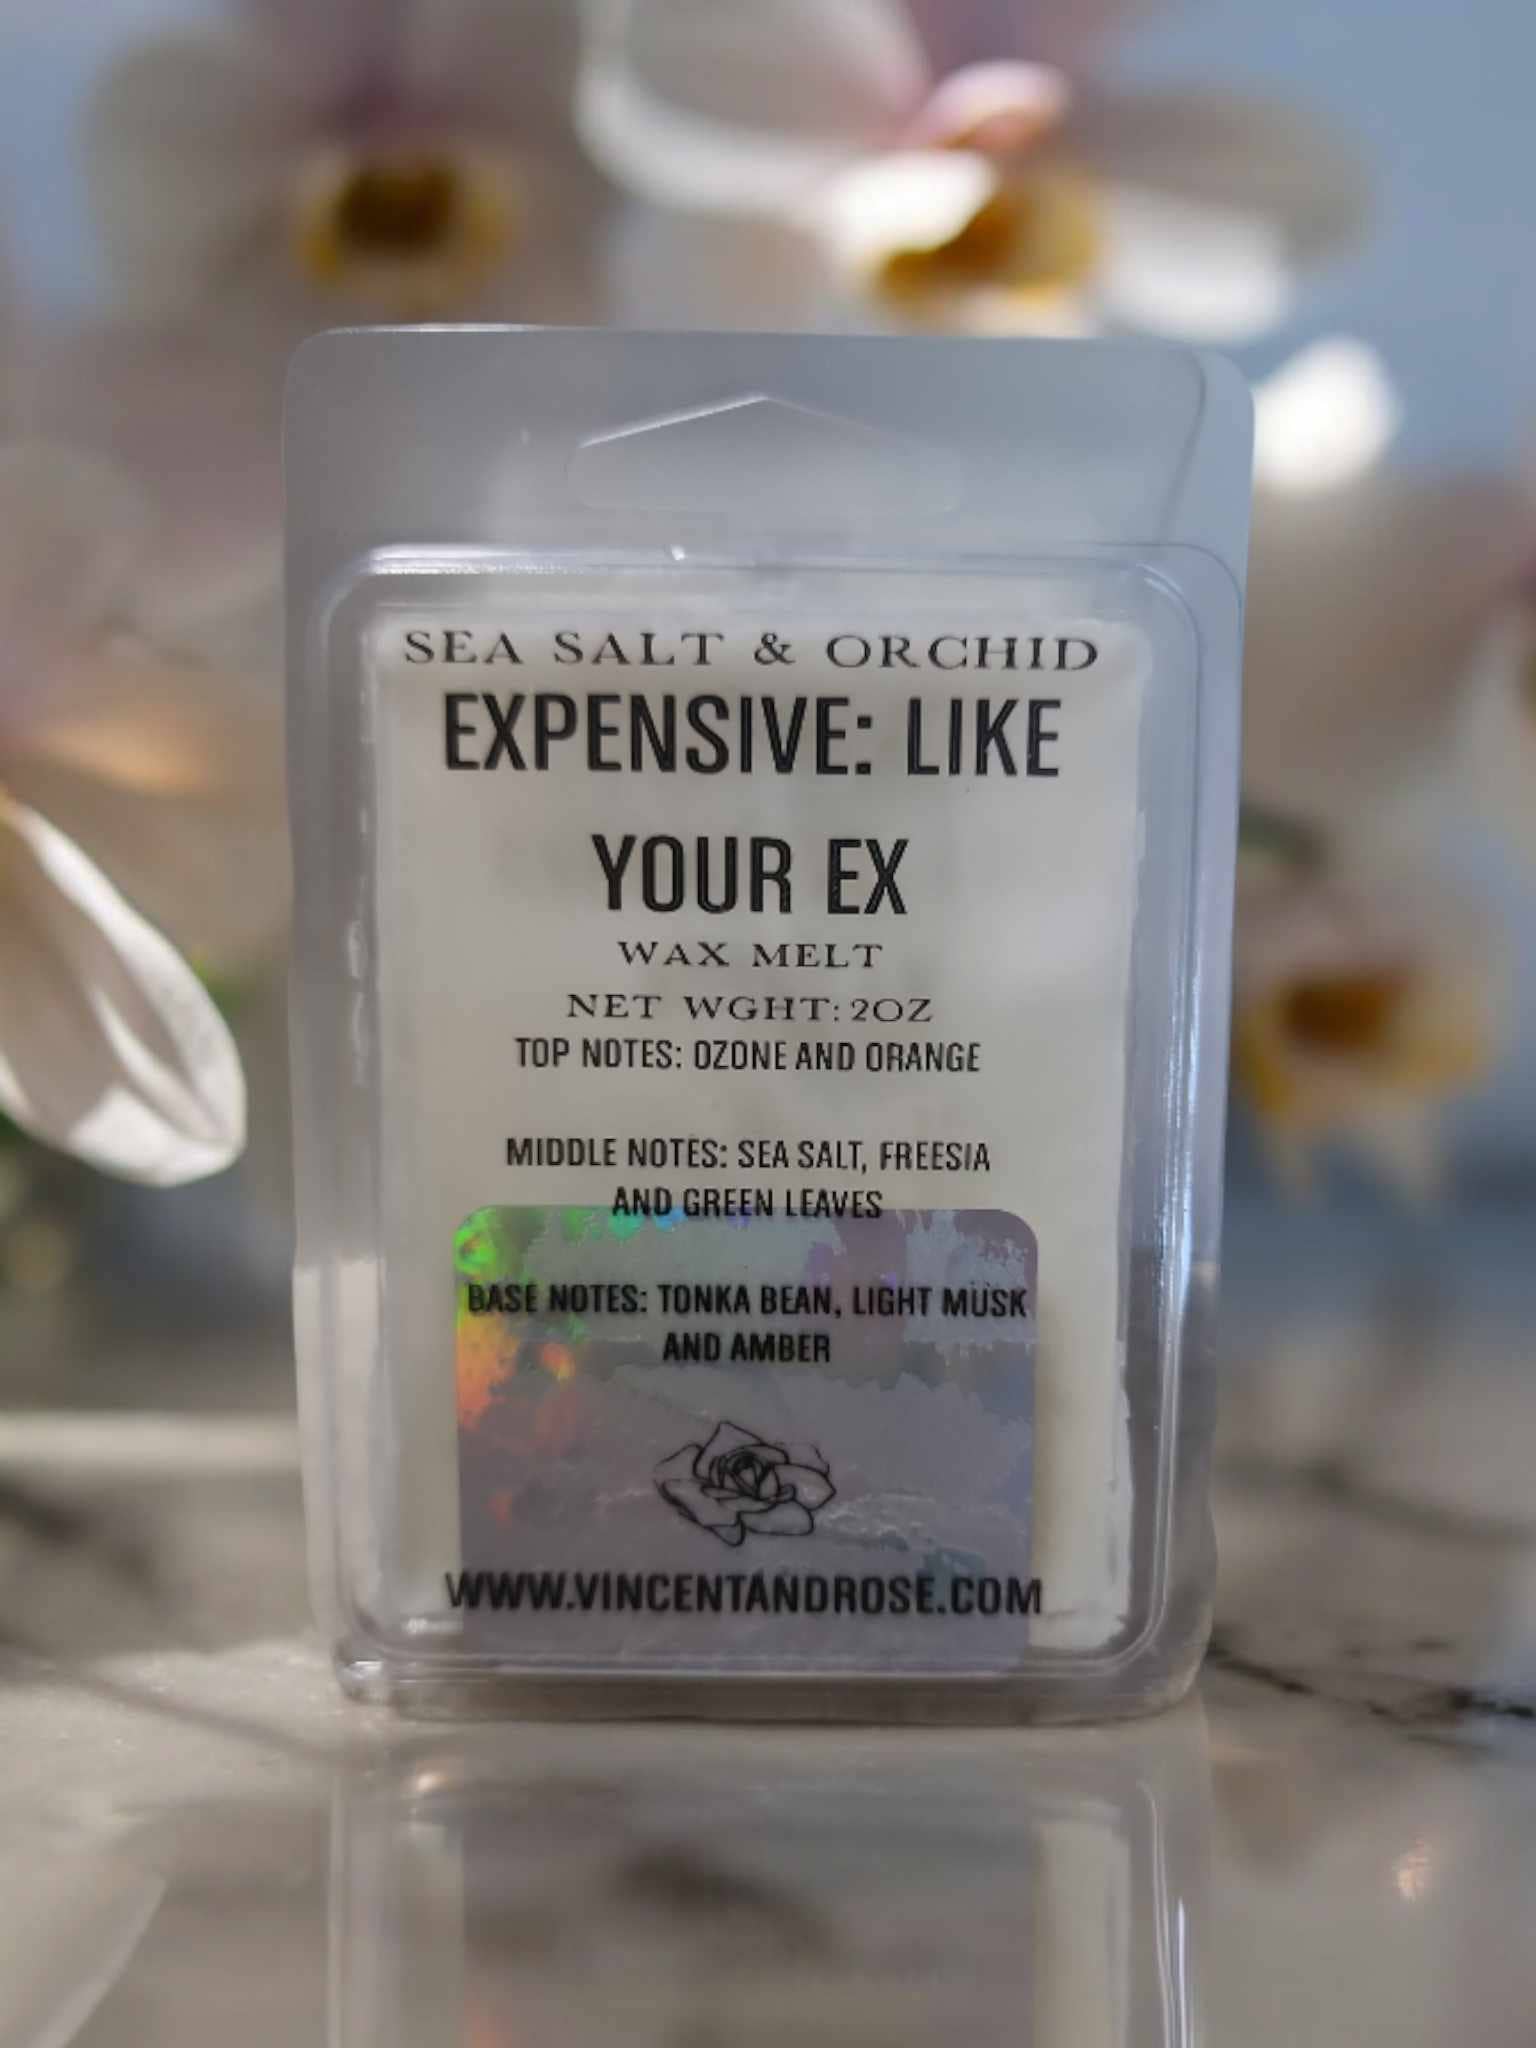 SEA SALT & ORCHID
EXPENSIVE: LIKE
YOUR EX
WAX MELT
NET WGHT: 2OZ
TOP NOTES: OZONE AND ORANGE
MIDDLE NOTES: SEA SALT, FREESIA
AND GREEN LEAVES
BASE NOTES: TONKA BEAN, LIGHT MUSK
AND AMBER
WWW.VINCENTANDROSE.COM